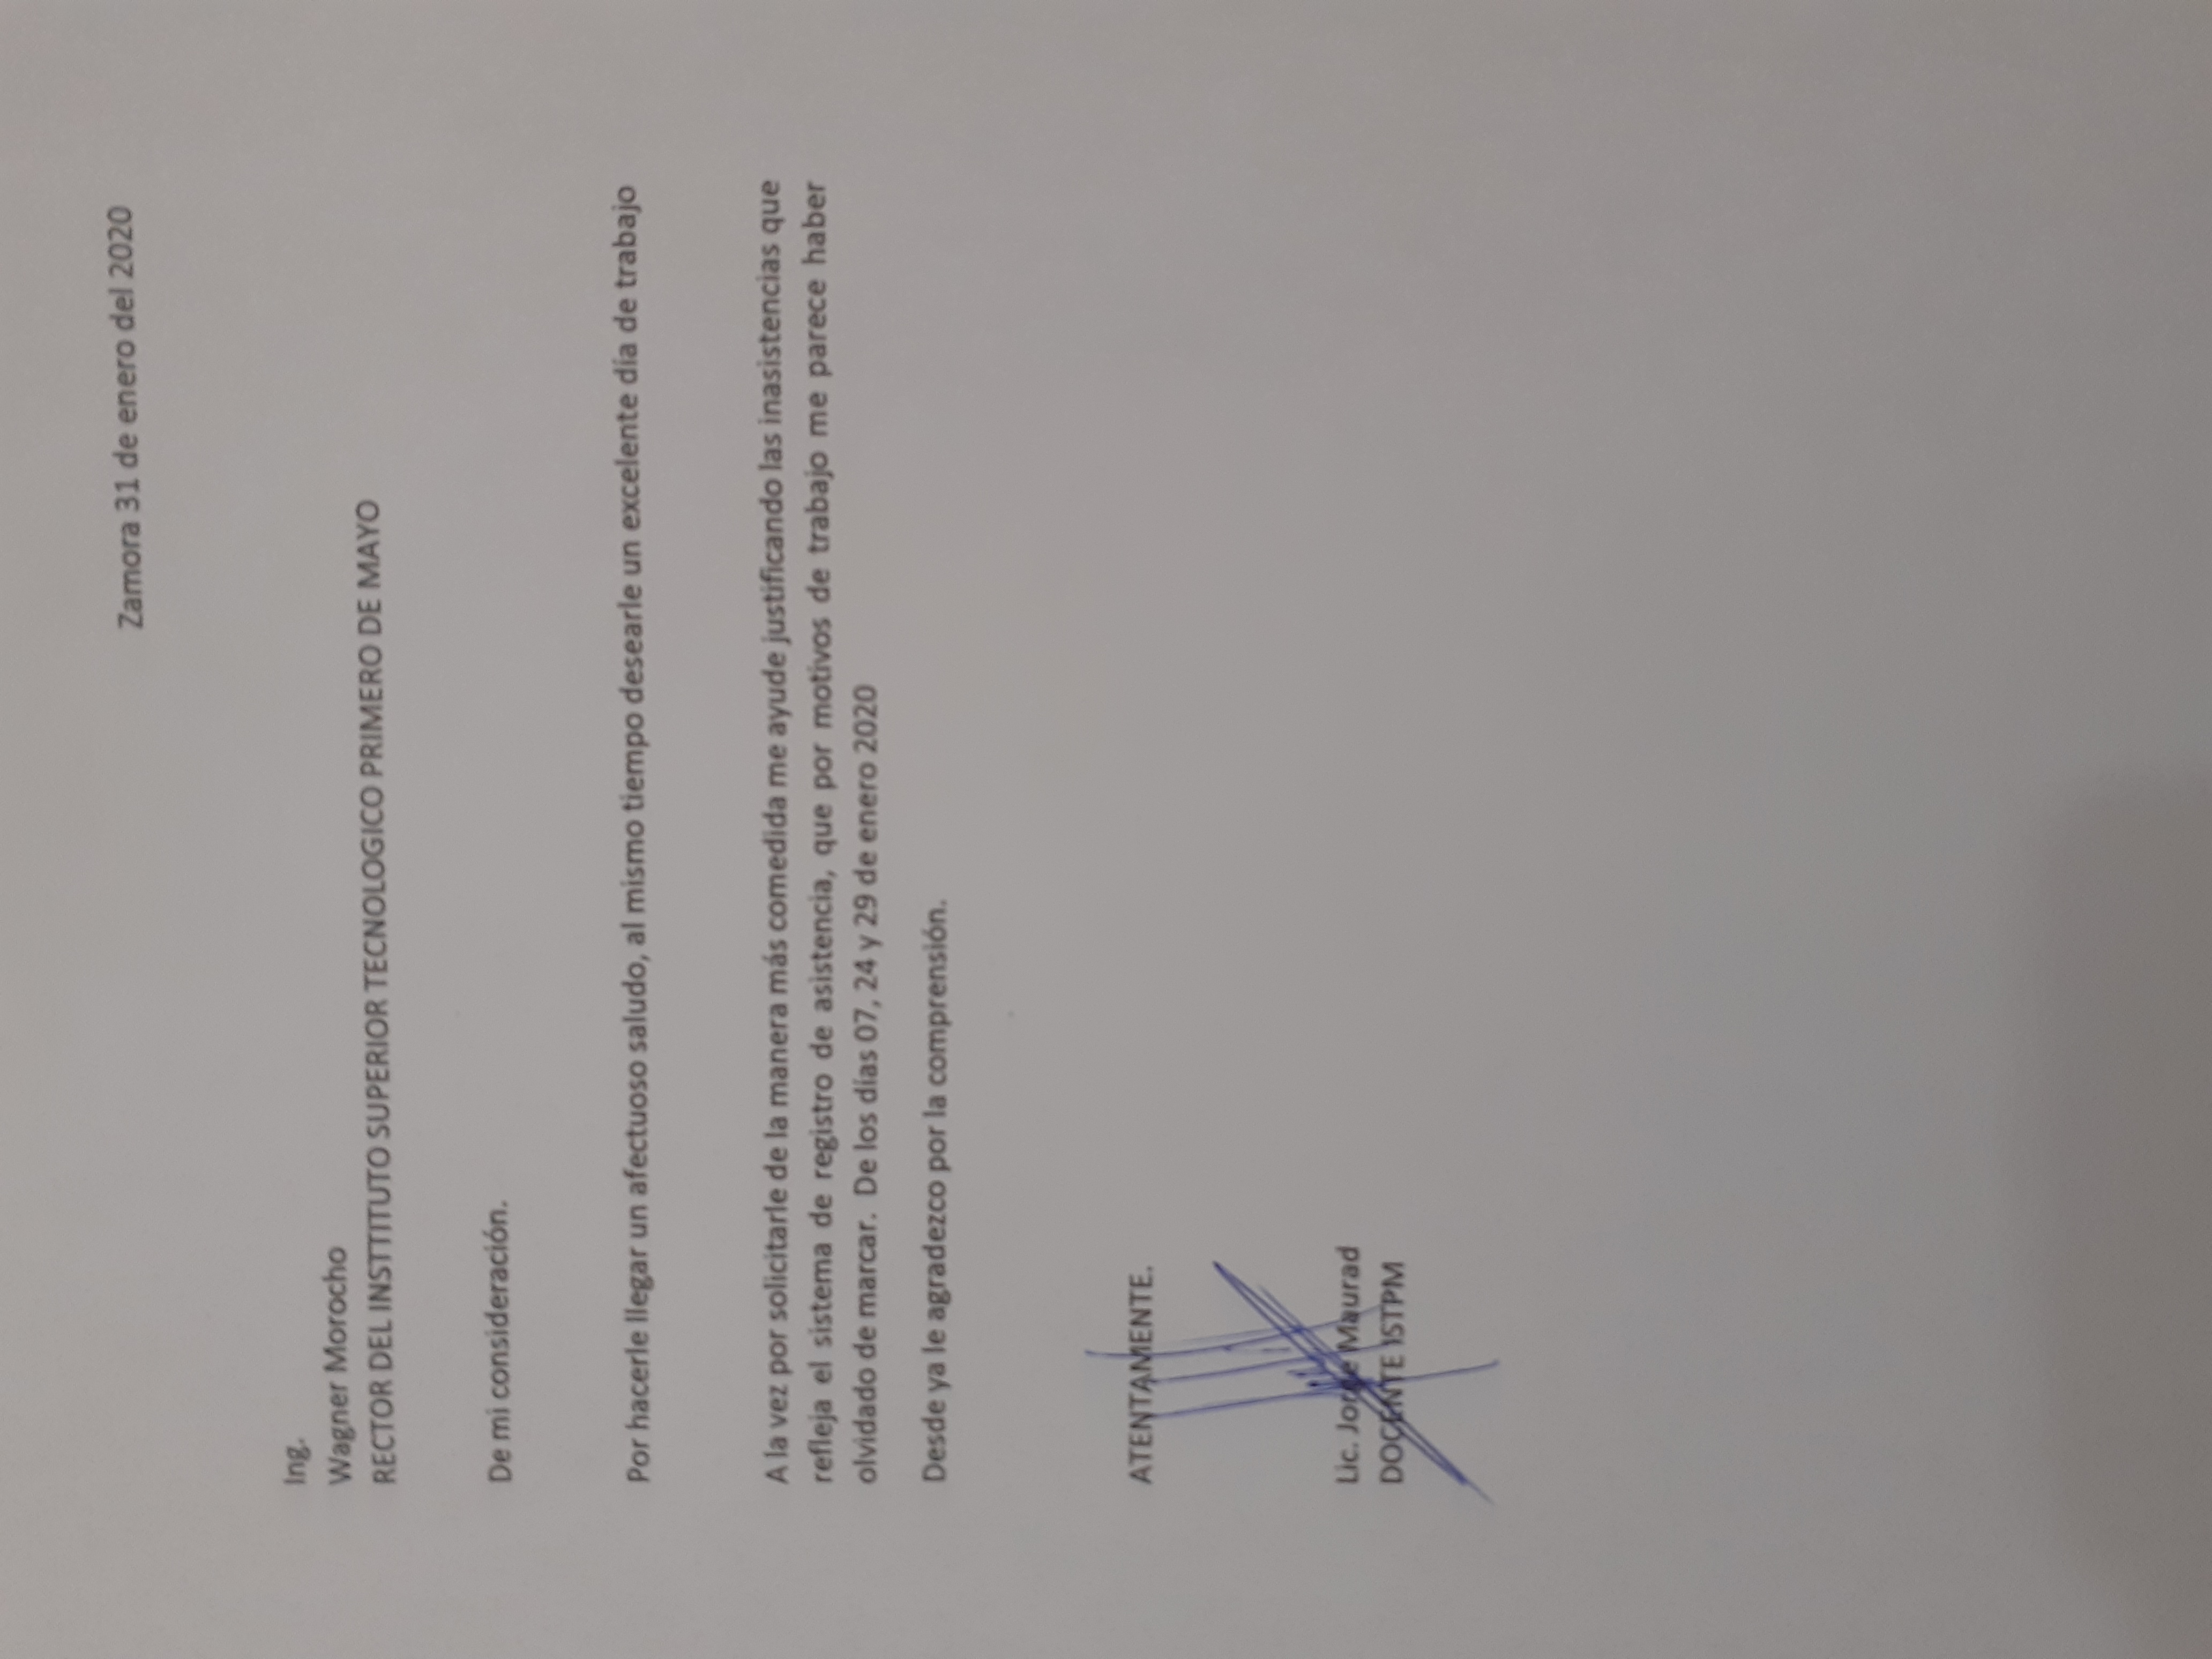 Zamora 31 de enero del 2020
Ing.
Wagner Morocho
RECTOR DEL INSTTITUTO SUPERIOR TECNOLOGICO PRIMERO DE MAYO
De mi consideración.
Por hacerle llegar un afectuoso saludo, al mismo tiempo desearle un excelente día de trabajo
A la vez por solicitarle de la manera más comedida me ayude justificando las inasistencias que
refleja el sistema de registro de asistencia, que por motivos de trabajo me parece haber
olvidado de marcar.  De los días 07, 24 y 29 de enero 2020
Desde ya le agradezco por la comprensión.
ATENTAMENTE.
Lic. Jorge Maurad
DOCENTE ISTPM